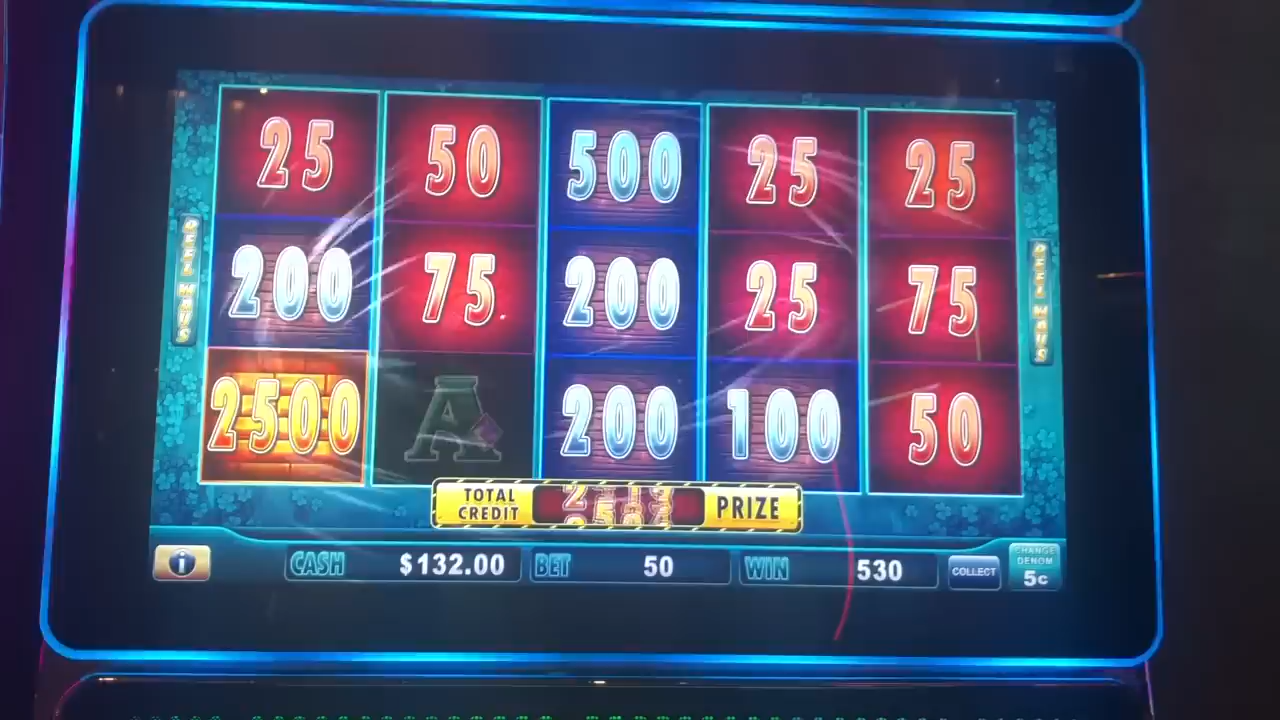 25 50 500 25 25
200 75 200 25 75
2500 A 200 100 50
TOTAL CREDIT PRIZE
i CASH $132.00 BET 50 WIN 530 COLLECT CHANGE DENOM 5c